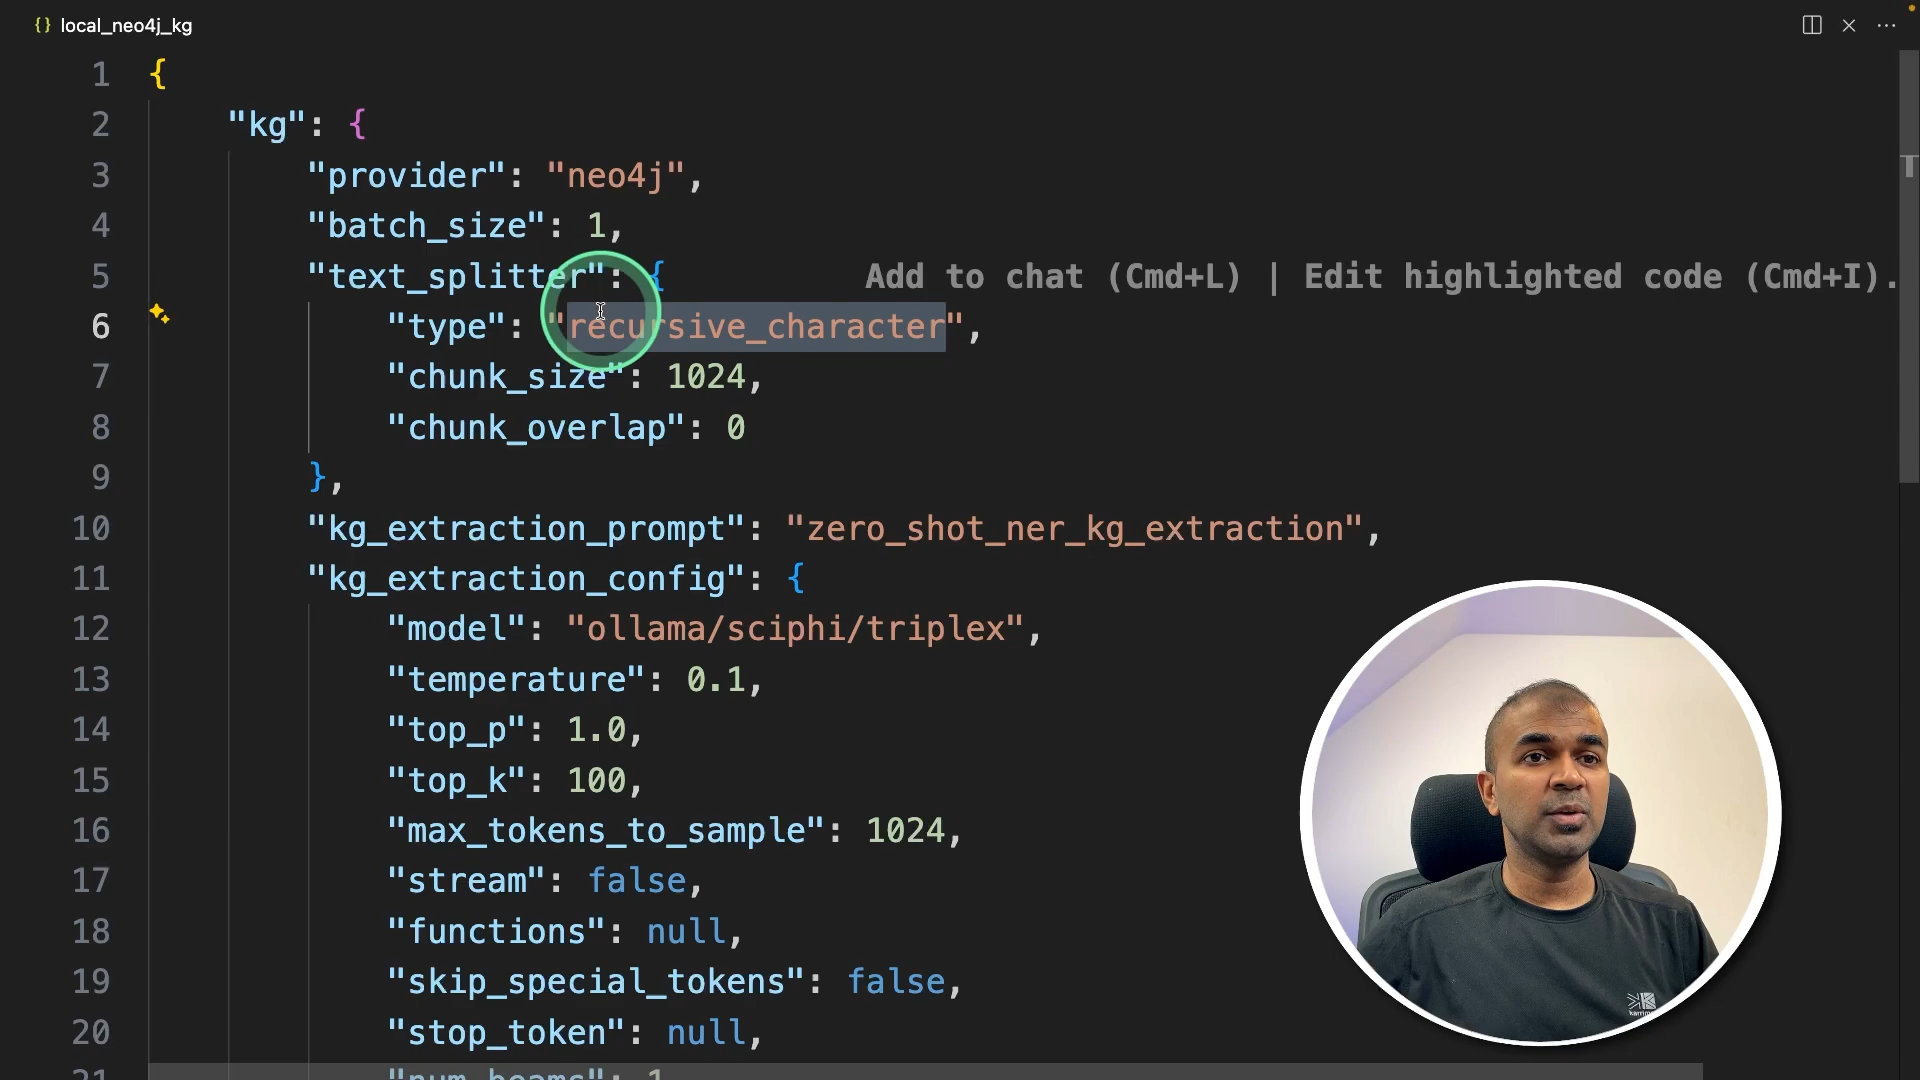 {} local_neo4j_kg
1 {
2 "kg": {
3 "provider": "neo4j",
4 "batch_size": 1,
5 "text_splitter": { Add to chat (Cmd+L) | Edit highlighted code (Cmd+I).
6 "type": "recursive_character",
7 "chunk_size": 1024,
8 "chunk_overlap": 0
9 },
10 "kg_extraction_prompt": "zero_shot_ner_kg_extraction",
11 "kg_extraction_config": {
12 "model": "ollama/sciphi/triplex",
13 "temperature": 0.1,
14 "top_p": 1.0,
15 "top_k": 100,
16 "max_tokens_to_sample": 1024,
17 "stream": false,
18 "functions": null,
19 "skip_special_tokens": false,
20 "stop_token": null,
21 "num_beams": 1